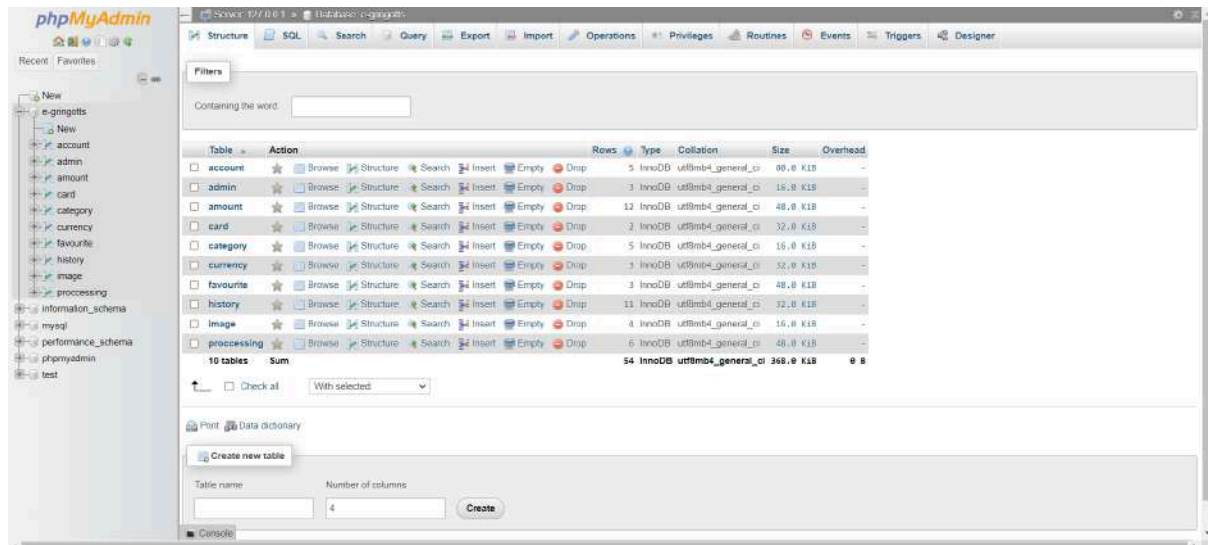 phpMyAdmin
Recent Favorites
New
e-gringotts
New
account
admin
amount
card
category
currency
favourite
history
image
proccessing
information_schema
mysql
performance_schema
phpmyadmin
test
Server: 127.0.0.1 » Database: e-gringotts
Structure SQL Search Query Export Import Operations Privileges Routines Events Triggers Designer
Filters
Containing the word:
Table Action Rows Type Collation Size Overhead
account Browse Structure Search Insert Empty Drop 5 InnoDB utf8mb4_general_ci 80.0 KiB -
admin Browse Structure Search Insert Empty Drop 3 InnoDB utf8mb4_general_ci 16.0 KiB -
amount Browse Structure Search Insert Empty Drop 12 InnoDB utf8mb4_general_ci 48.0 KiB -
card Browse Structure Search Insert Empty Drop 2 InnoDB utf8mb4_general_ci 32.0 KiB -
category Browse Structure Search Insert Empty Drop 5 InnoDB utf8mb4_general_ci 16.0 KiB -
currency Browse Structure Search Insert Empty Drop 3 InnoDB utf8mb4_general_ci 32.0 KiB -
favourite Browse Structure Search Insert Empty Drop 3 InnoDB utf8mb4_general_ci 48.0 KiB -
history Browse Structure Search Insert Empty Drop 11 InnoDB utf8mb4_general_ci 32.0 KiB -
image Browse Structure Search Insert Empty Drop 4 InnoDB utf8mb4_general_ci 16.0 KiB -
proccessing Browse Structure Search Insert Empty Drop 6 InnoDB utf8mb4_general_ci 48.0 KiB -
10 tables Sum 54 InnoDB utf8mb4_general_ci 368.0 KiB 0 B
Check all With selected:
Print Data dictionary
Create new table
Table name Number of columns
4 Create
Console